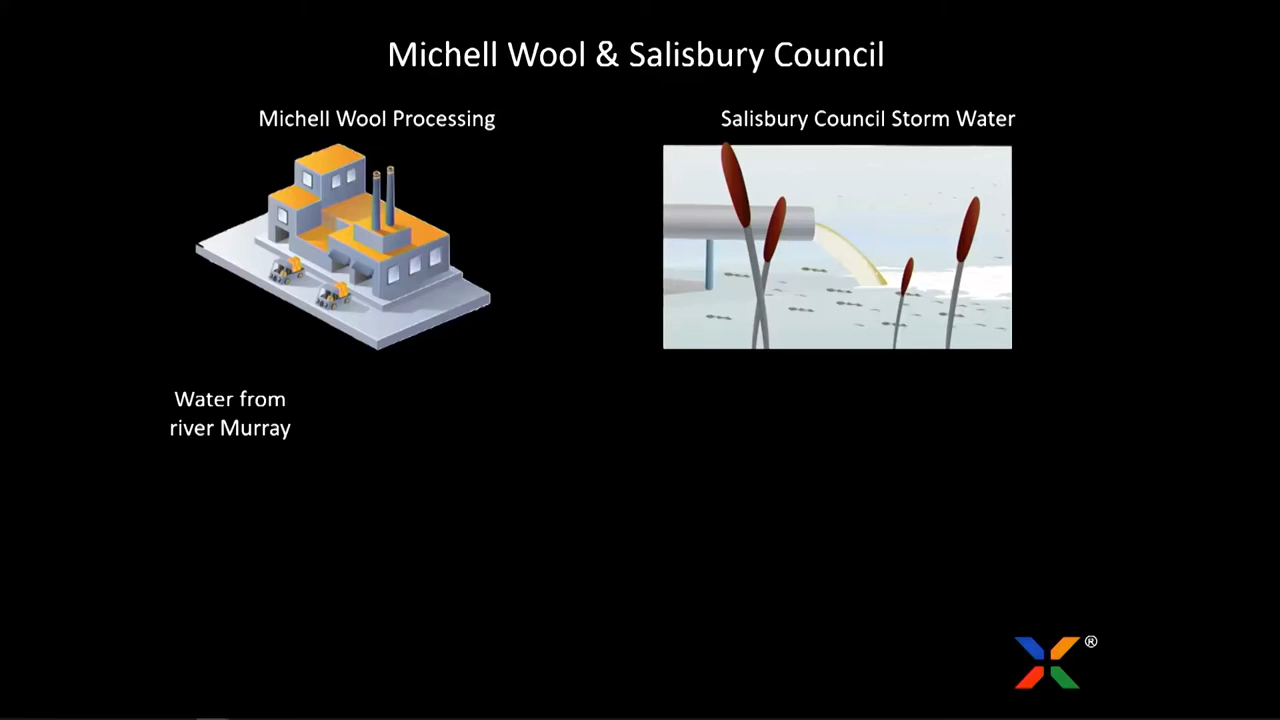 Michell Wool & Salisbury Council
Michell Wool Processing
Salisbury Council Storm Water
Water from
river Murray
®